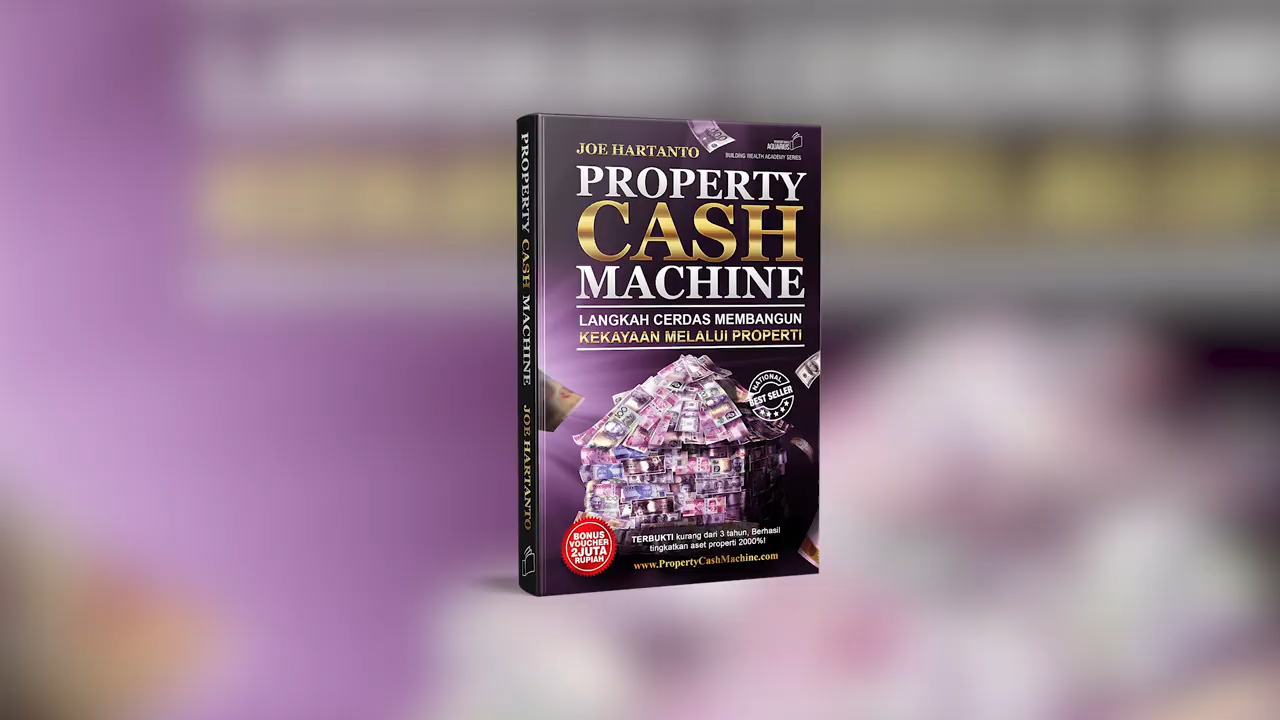 JOE HARTANTO
AQUARIUS
BUILDING WEALTH ACADEMY SERIES
PROPERTY
CASH
MACHINE
LANGKAH CERDAS MEMBANGUN
KEKAYAAN MELALUI PROPERTI
NATIONAL
BEST SELLER
100
BONUS
VOUCHER
2JUTA
RUPIAH
TERBUKTI kurang dari 3 tahun, Berhasil
tingkatkan aset properti 2000%!
www.PropertyCashMachine.com
PROPERTY CASH MACHINE JOE HARTANTO